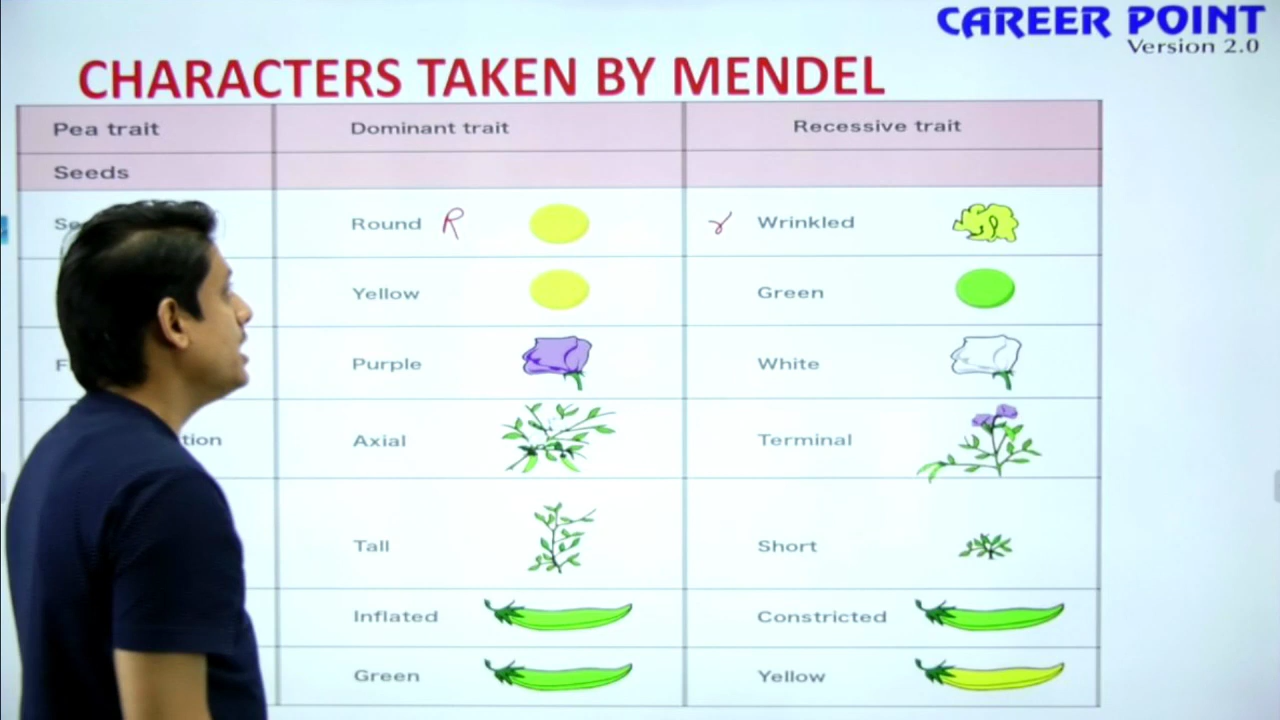 CAREER POINT
Version 2.0
CHARACTERS TAKEN BY MENDEL
Pea trait Dominant trait Recessive trait
Seeds
Round R r Wrinkled
Yellow Green
Purple White
Axial Terminal
Tall Short
Inflated Constricted
Green Yellow